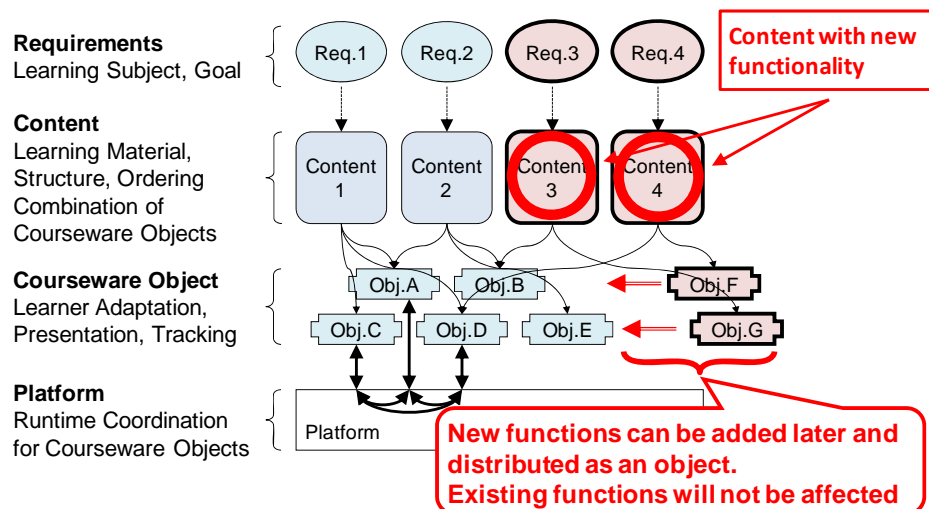 Requirements
Learning Subject, Goal
Req.1
Req.2
Req.3
Req.4
Content with new
functionality
Content
Learning Material,
Structure, Ordering
Combination of
Courseware Objects
Content
1
Content
2
Content
3
Content
4
Courseware Object
Learner Adaptation,
Presentation, Tracking
Obj.A
Obj.B
Obj.F
Obj.C
Obj.D
Obj.E
Obj.G
Platform
Runtime Coordination
for Courseware Objects
Platform
New functions can be added later and
distributed as an object.
Existing functions will not be affected